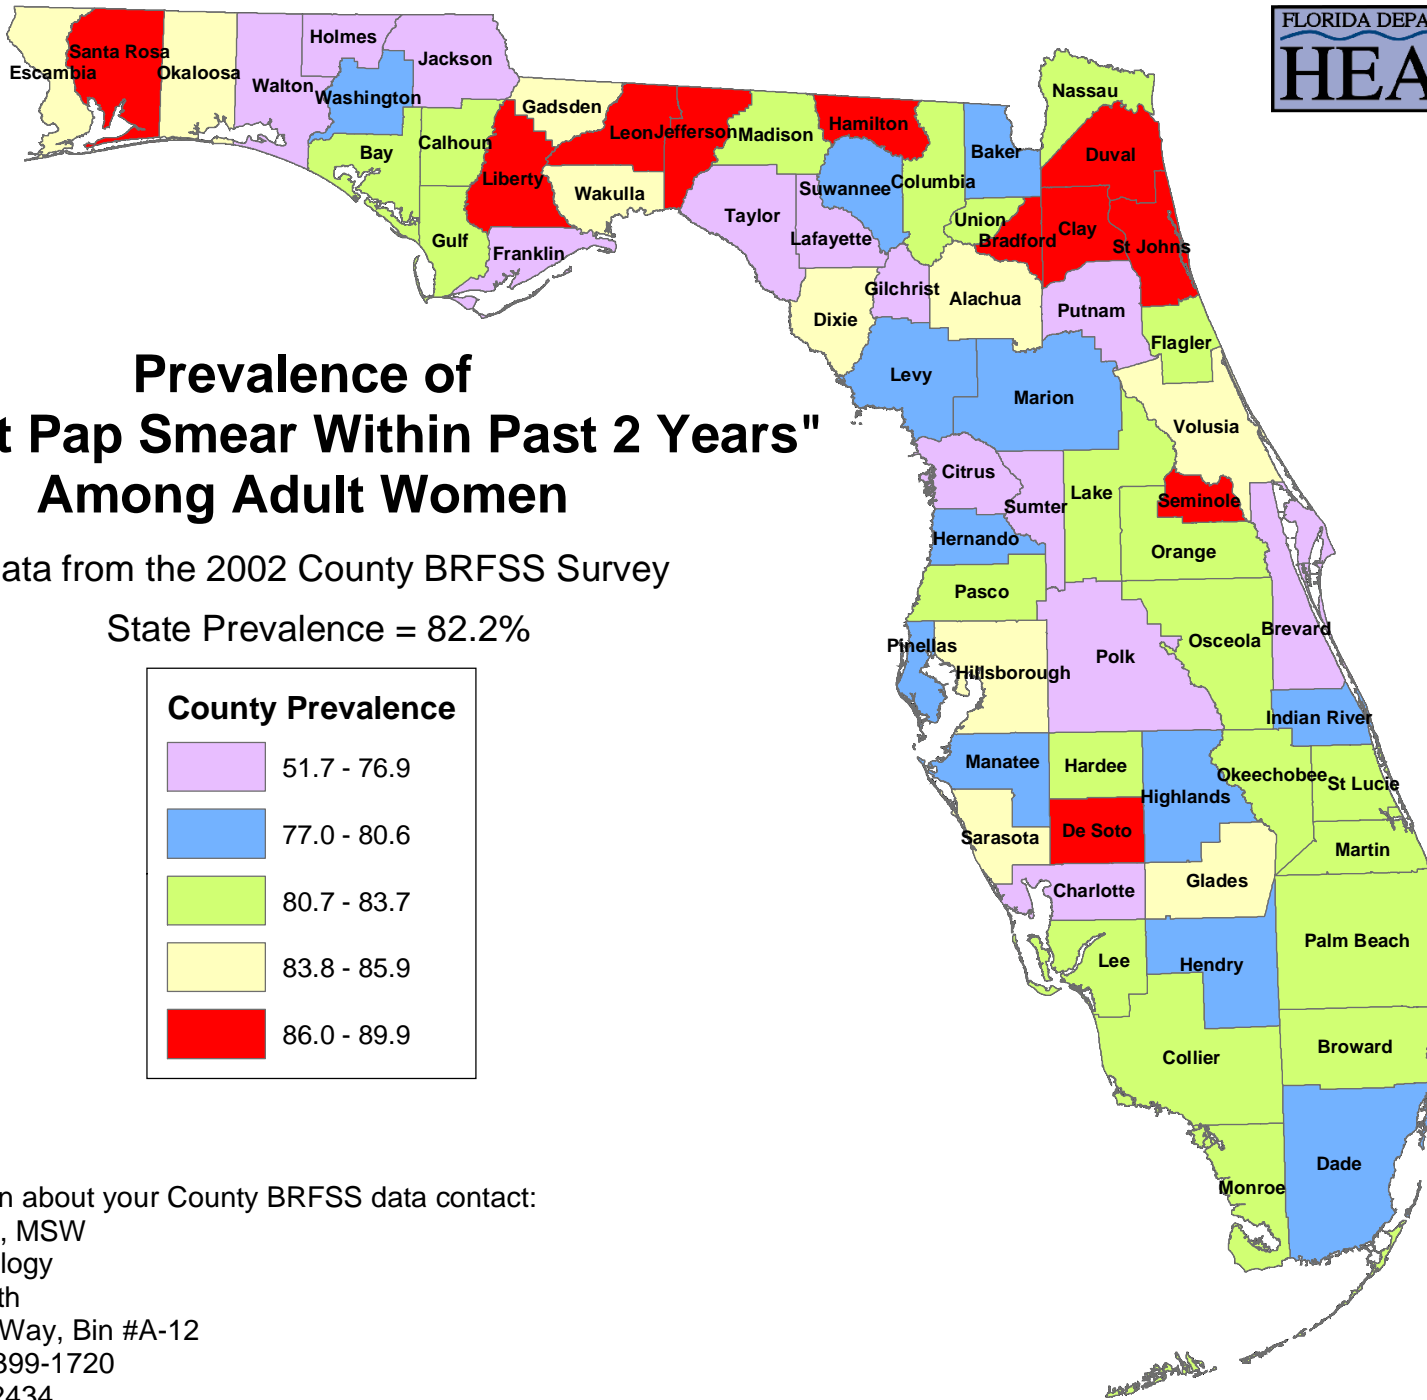 FLORIDA DEPA
HEA
Prevalence of
t Pap Smear Within Past 2 Years"
Among Adult Women
ata from the 2002 County BRFSS Survey
State Prevalence = 82.2%
County Prevalence
51.7 - 76.9
77.0 - 80.6
80.7 - 83.7
83.8 - 85.9
86.0 - 89.9
Escambia
Santa Rosa
Okaloosa
Walton
Holmes
Washington
Jackson
Bay
Calhoun
Gulf
Gadsden
Liberty
Franklin
Leon
Wakulla
Jefferson
Madison
Taylor
Hamilton
Suwannee
Lafayette
Dixie
Columbia
Gilchrist
Baker
Union
Bradford
Alachua
Nassau
Duval
Clay
St Johns
Putnam
Flagler
Levy
Marion
Volusia
Citrus
Sumter
Lake
Seminole
Hernando
Orange
Pasco
Pinellas
Hillsborough
Polk
Osceola
Brevard
Indian River
Manatee
Hardee
Highlands
Okeechobee
St Lucie
Sarasota
De Soto
Martin
Charlotte
Glades
Lee
Hendry
Palm Beach
Collier
Broward
Monroe
Dade
n about your County BRFSS data contact:
, MSW
logy
th
Way, Bin #A-12
399-1720
2434